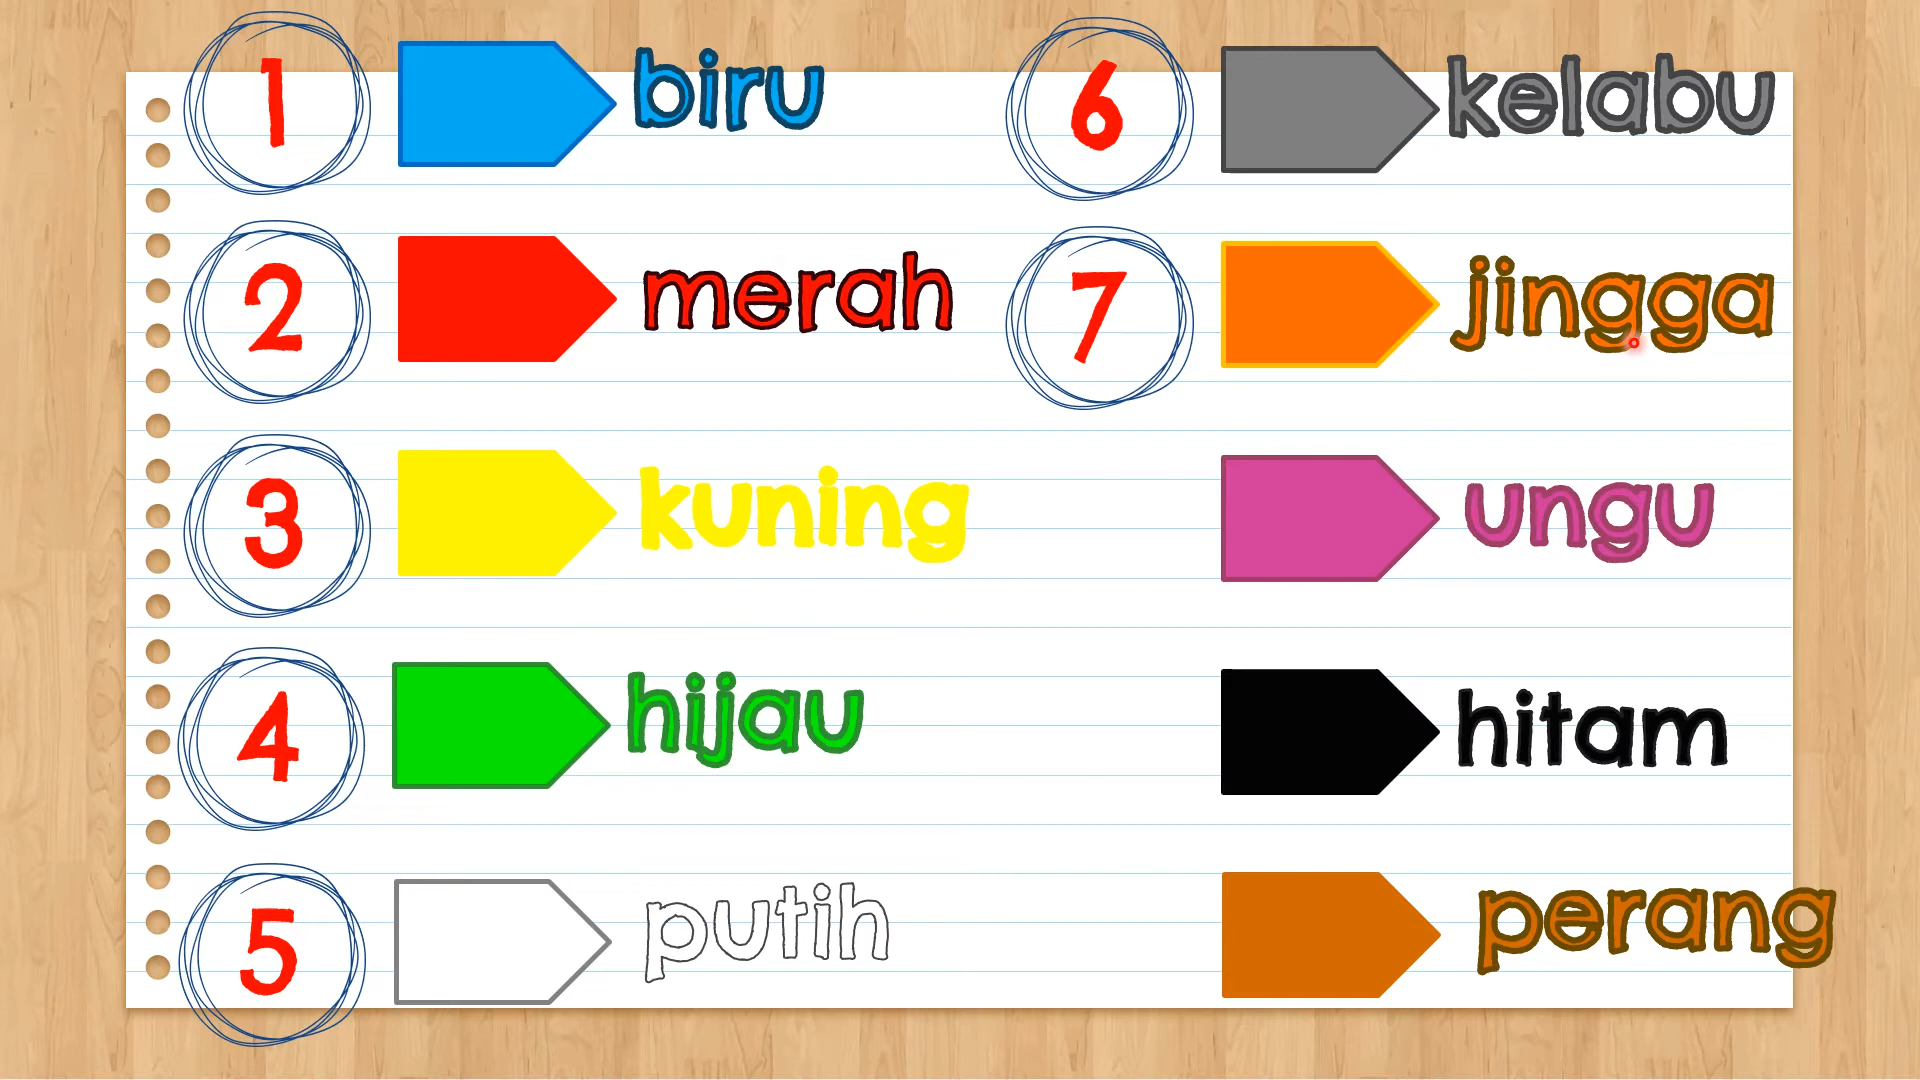 1 biru
2 merah
3 kuning
4 hijau
5 putih
6 kelabu
7 jingga
ungu
hitam
perang